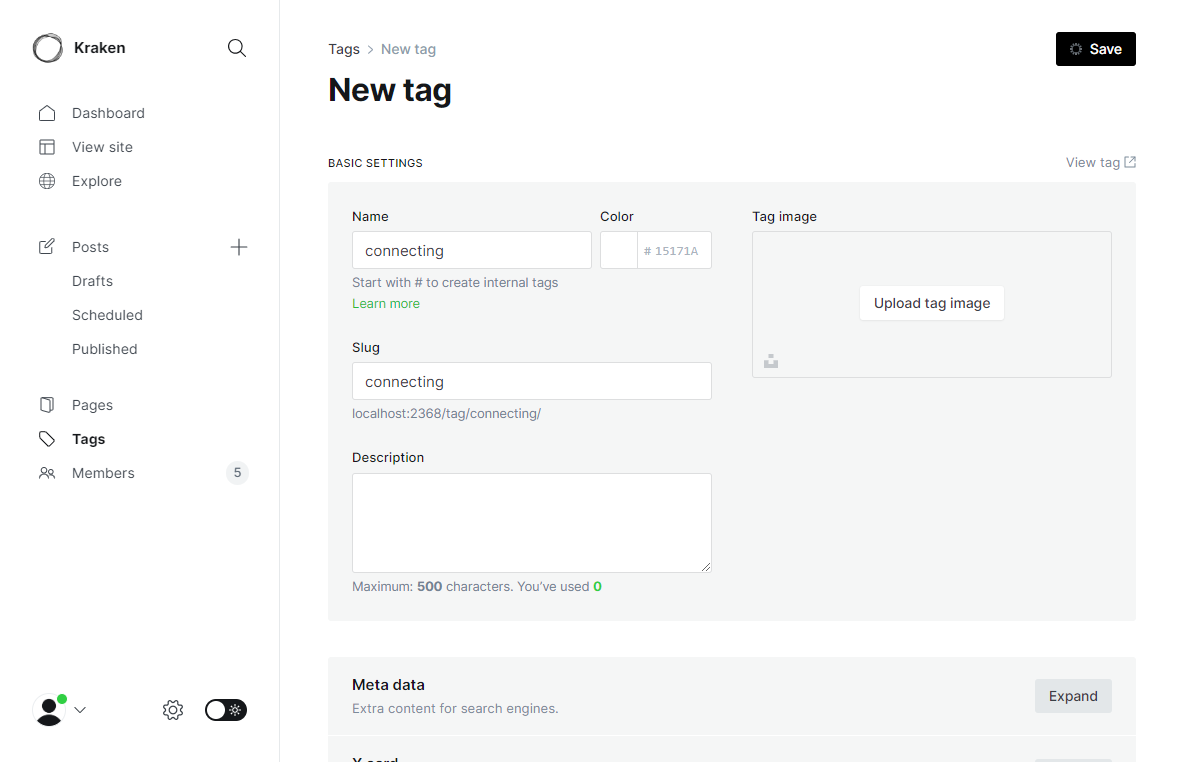 Kraken
Dashboard
View site
Explore
Posts
Drafts
Scheduled
Published
Pages
Tags
Members 5
Tags > New tag
Save
New tag
BASIC SETTINGS
View tag
Name
connecting
Start with # to create internal tags
Learn more
Color
# 15171A
Tag image
Upload tag image
Slug
connecting
localhost:2368/tag/connecting/
Description
Maximum: 500 characters. You’ve used 0
Meta data
Extra content for search engines.
Expand
X card